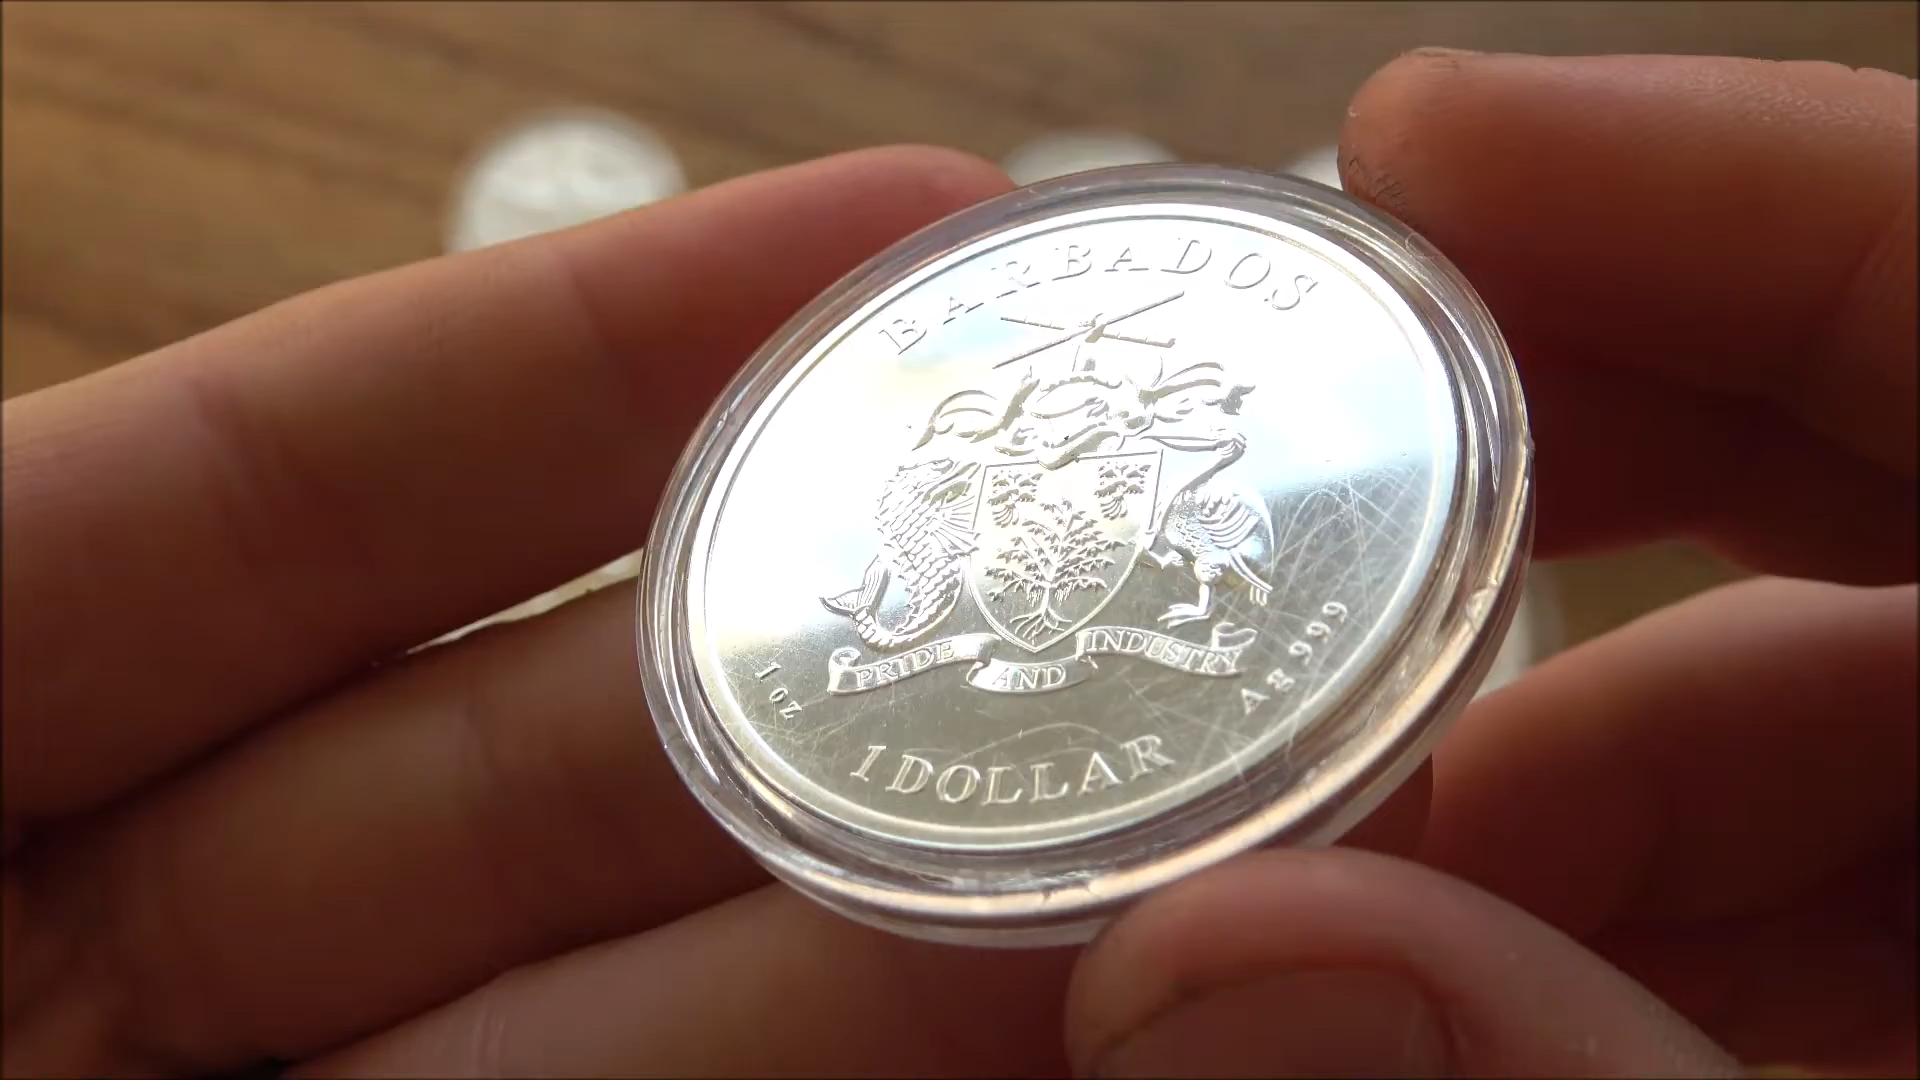 BARBADOS
PRIDE AND INDUSTRY
1 oz
Ag 999
1 DOLLAR